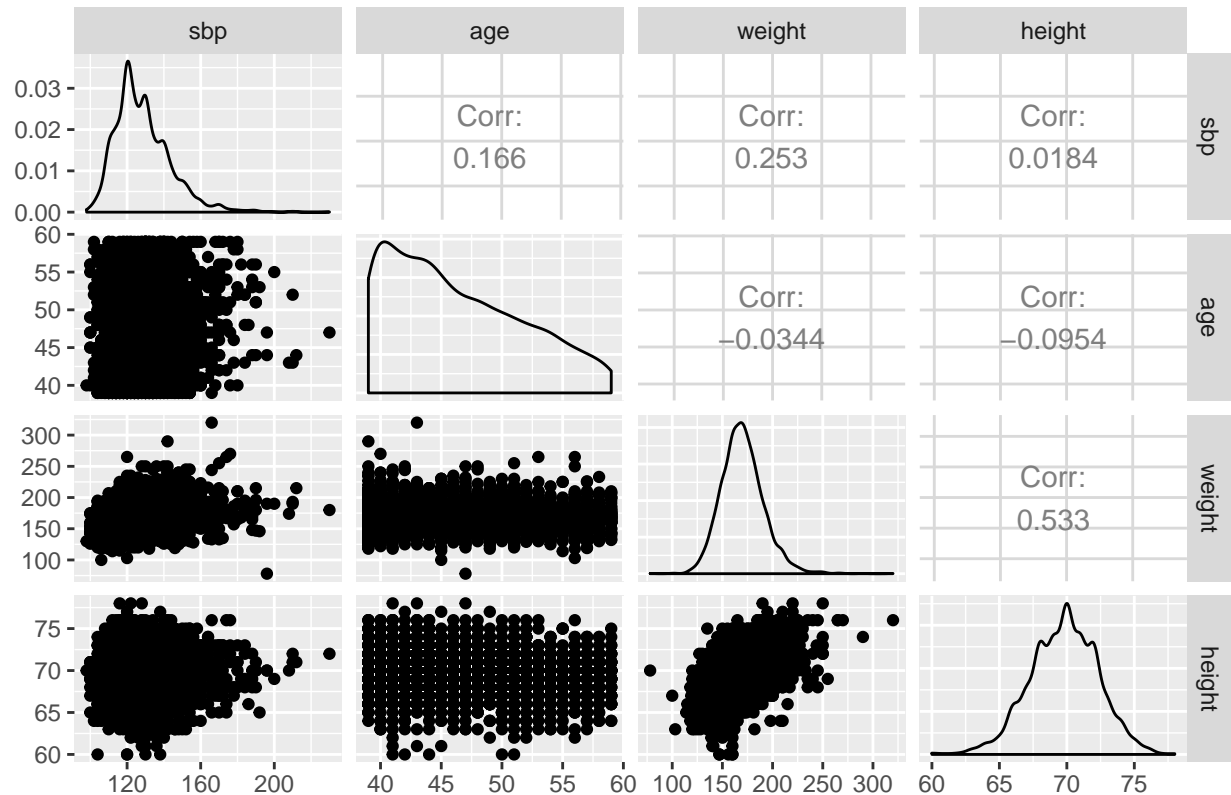 sbp age weight height
0.03
0.02
0.01
0.00
Corr:
0.166
Corr:
0.253
Corr:
0.0184
sbp
60
55
50
45
40
Corr:
−0.0344
Corr:
−0.0954
age
300
250
200
150
100
Corr:
0.533
weight
75
70
65
60
height
120 160 200 40 45 50 55 60 100 150 200 250 300 60 65 70 75